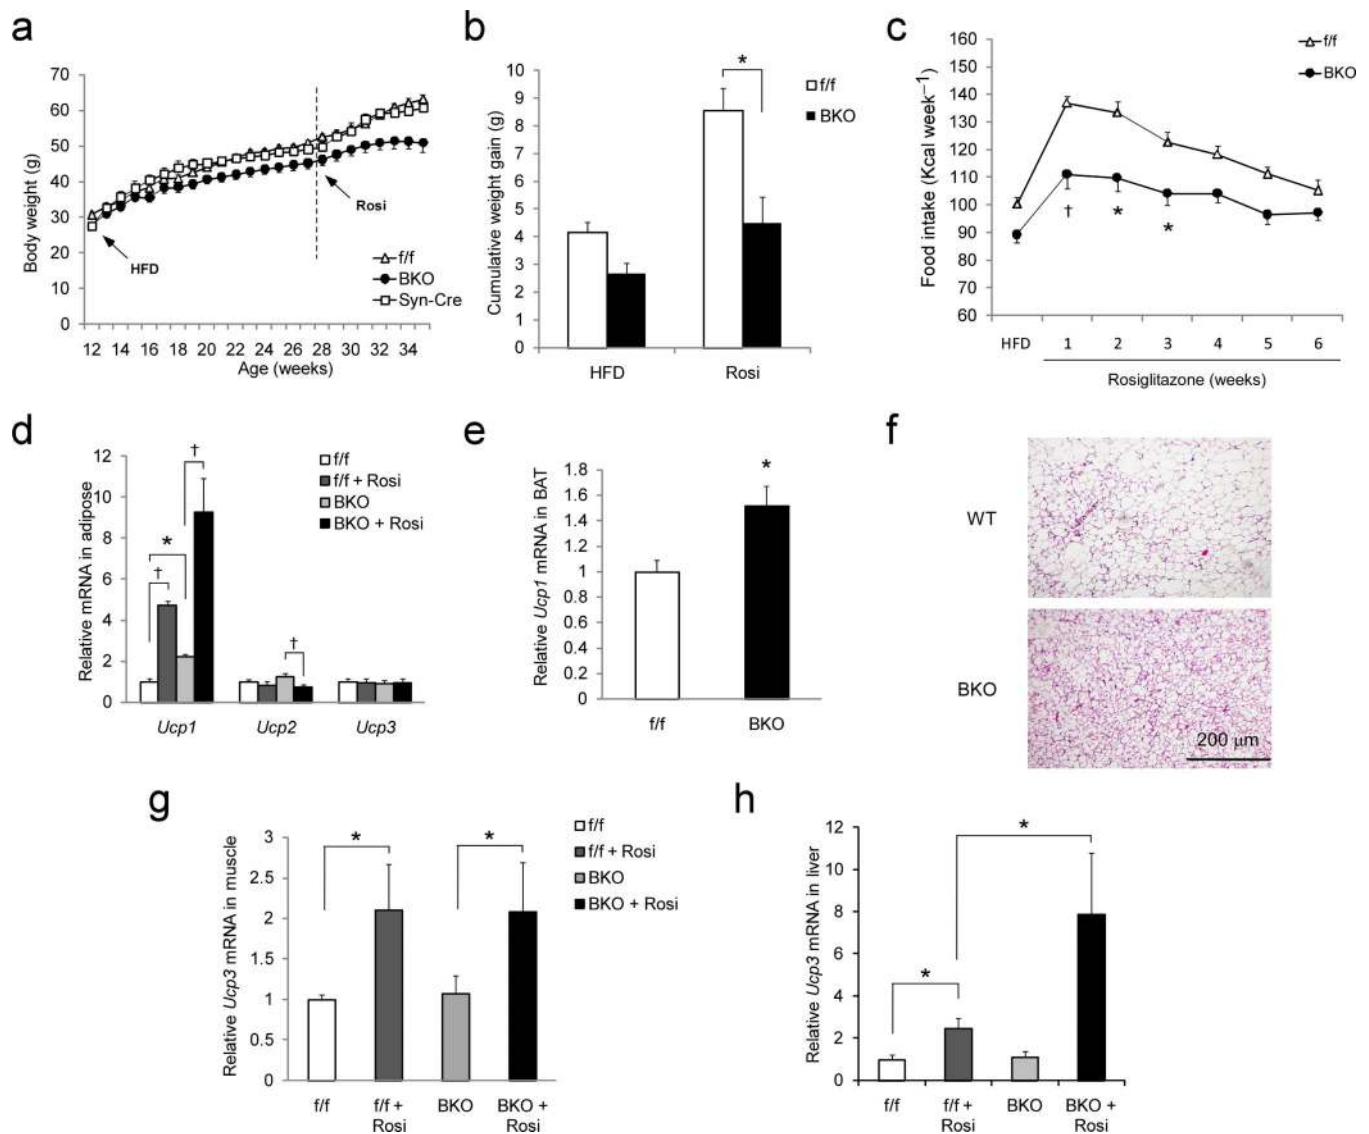 a
Body weight (g)
70
60
50
40
30
20
10
0
HFD
Rosi
f/f
BKO
Syn-Cre
12 14 16 18 20 22 24 26 28 30 32 34
Age (weeks)
b
Cumulative weight gain (g)
10
9
8
7
6
5
4
3
2
1
0
*
f/f
BKO
HFD Rosi
c
Food intake (Kcal week⁻¹)
160
150
140
130
120
110
100
90
80
70
60
f/f
BKO
† * *
HFD 1 2 3 4 5 6
Rosiglitazone (weeks)
d
Relative mRNA in adipose
12
10
8
6
4
2
0
f/f
f/f + Rosi
BKO
BKO + Rosi
†
*
†
†
Ucp1 Ucp2 Ucp3
e
Relative Ucp1 mRNA in BAT
1.8
1.6
1.4
1.2
1
0.8
0.6
0.4
0.2
0
*
f/f BKO
f
WT
BKO
200 μm
g
Relative Ucp3 mRNA in muscle
3
2.5
2
1.5
1
0.5
0
* *
f/f
f/f + Rosi
BKO
BKO + Rosi
f/f f/f + BKO BKO +
Rosi Rosi
h
Relative Ucp3 mRNA in liver
12
10
8
6
4
2
0
*
*
f/f f/f + BKO BKO +
Rosi Rosi